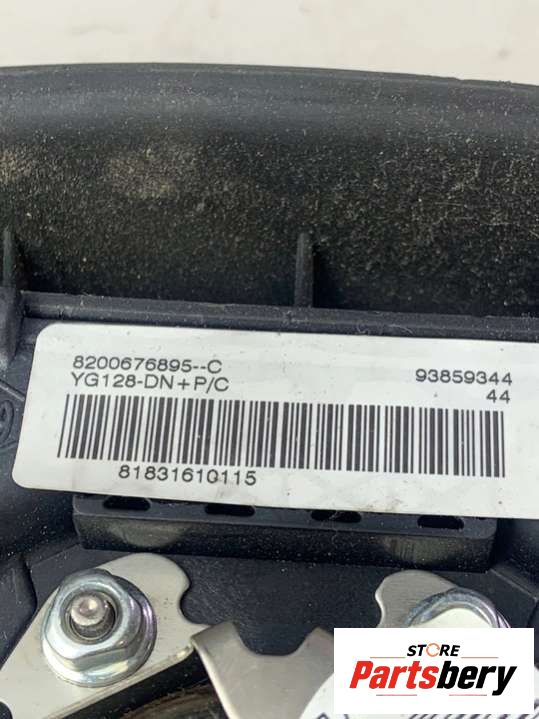 8200676895--C
93859344
YG128-DN+P/C
44
81831610115
STORE
Partsbery